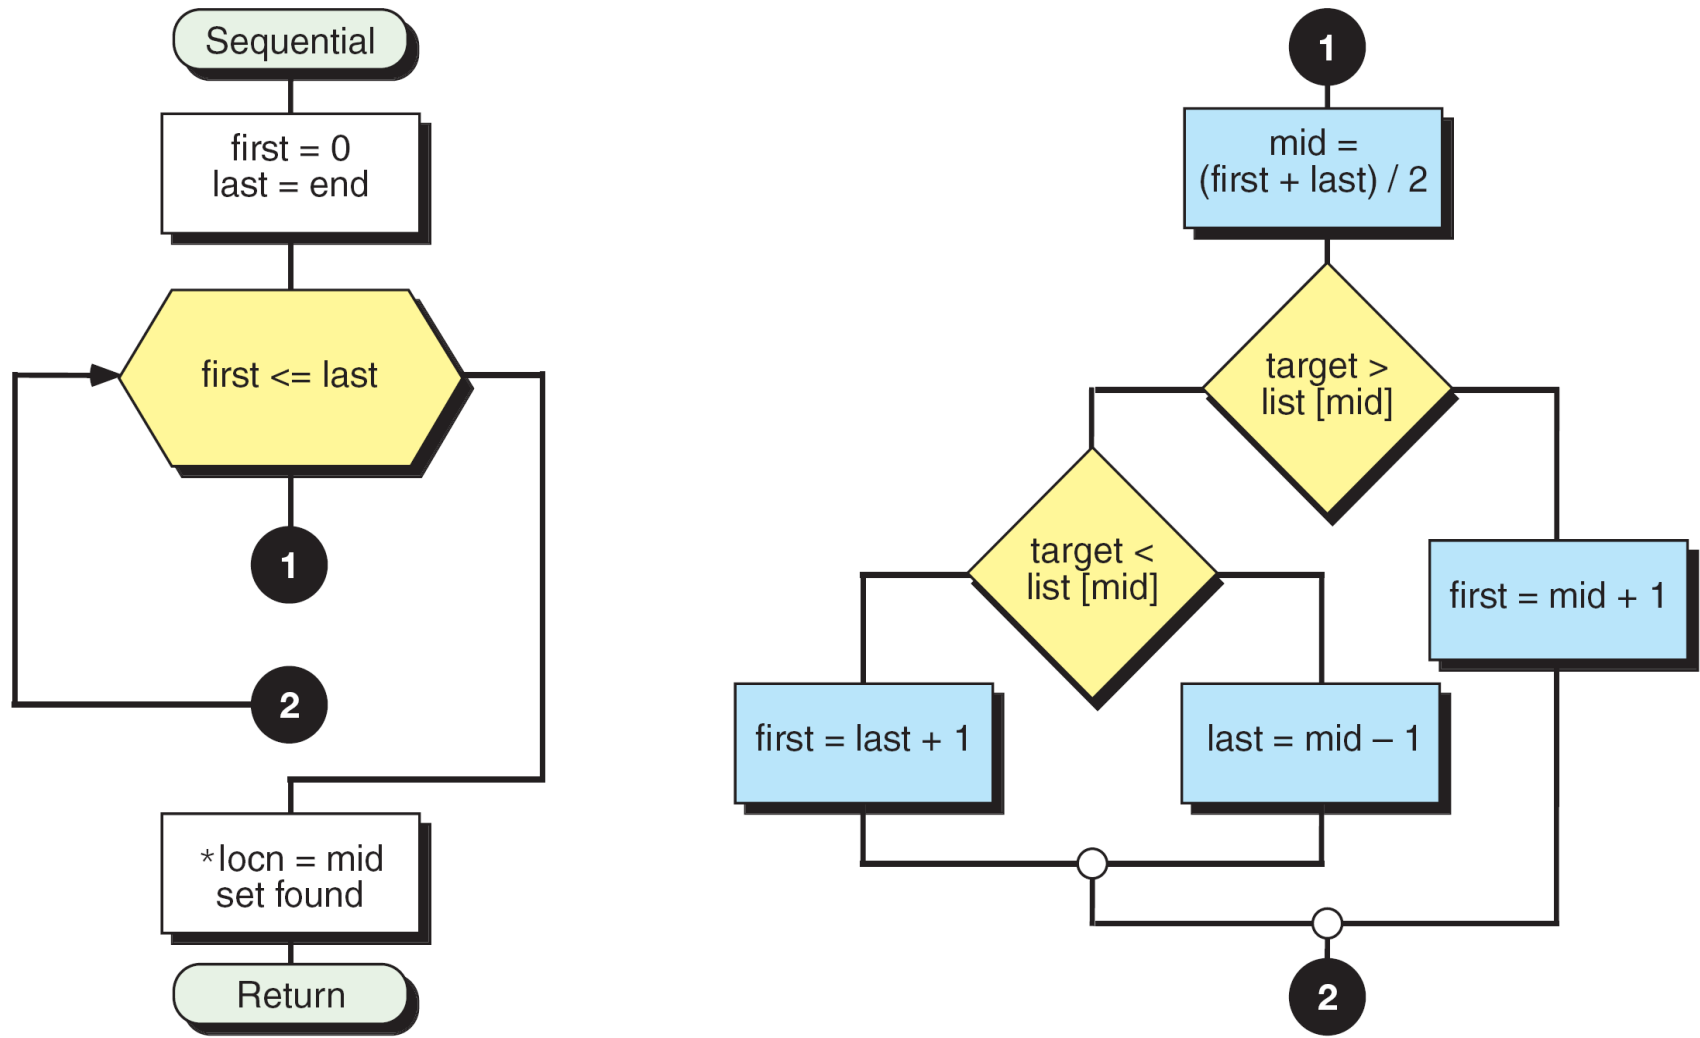 Sequential
first = 0
last = end
first <= last
1
2
*locn = mid
set found
Return
1
mid =
(first + last) / 2
target >
list [mid]
target <
list [mid]
first = mid + 1
first = last + 1
last = mid – 1
2